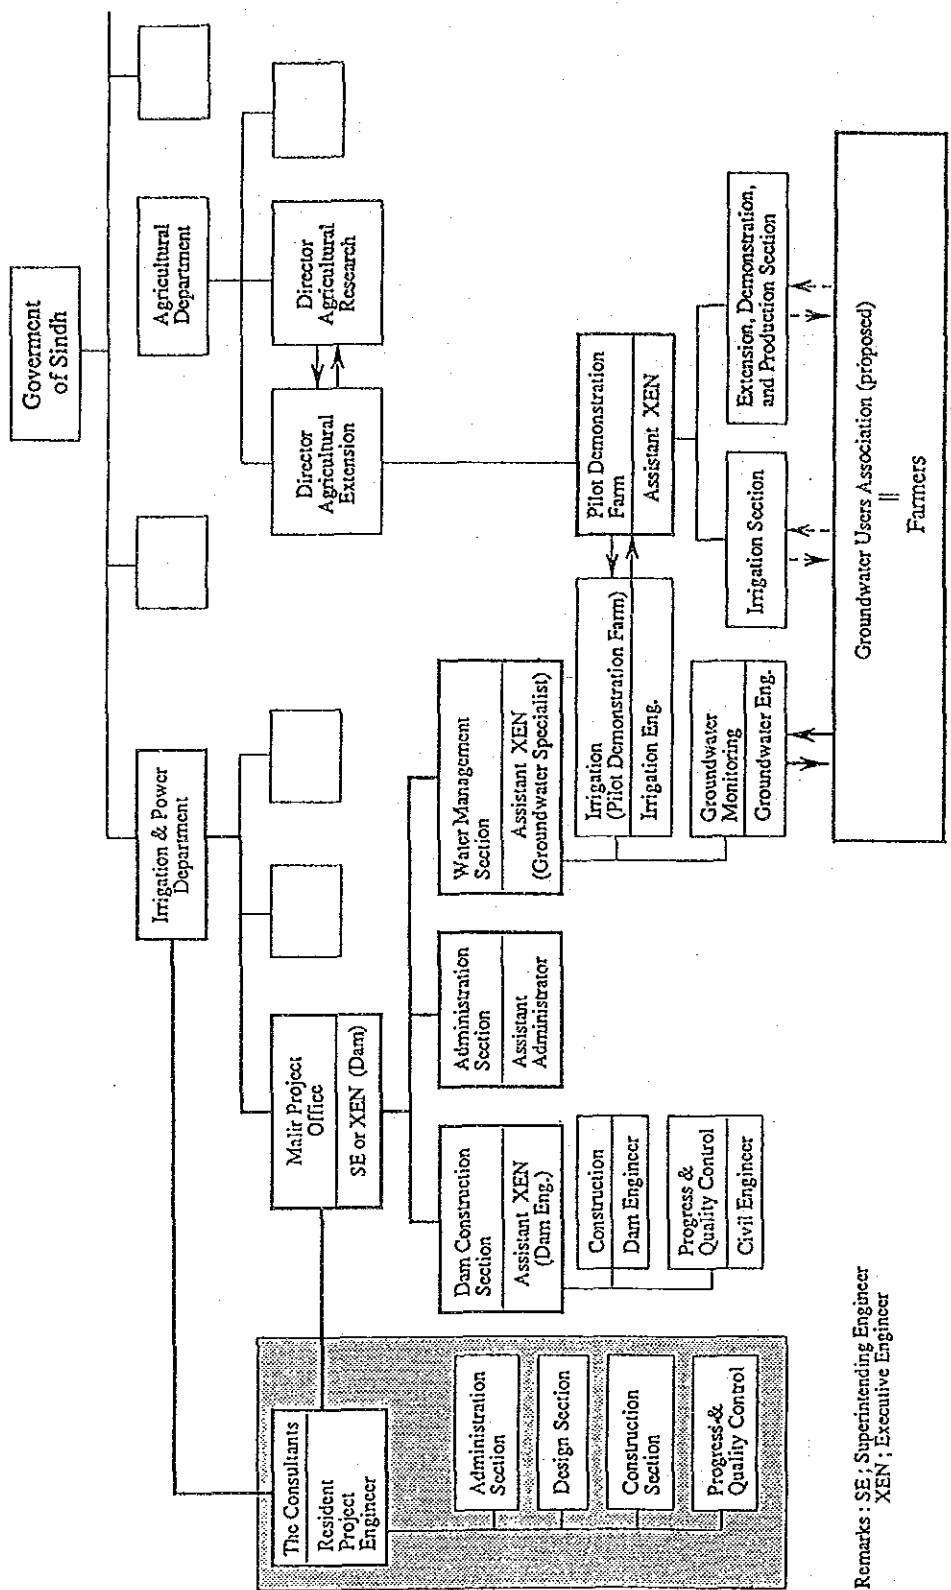 Goverment
of Sindh
Irrigation & Power
Department
Agricultural
Department
Malir Project
Office
SE or XEN (Dam)
Director
Agricultural
Extension
Director
Agricultural
Research
The Consultants
Resident
Project
Engineer
Administration
Section
Design Section
Construction
Section
Progress &
Quality Control
Dam Construction
Section
Assistant XEN
(Dam Eng.)
Construction
Dam Engineer
Progress &
Quality Control
Civil Engineer
Administration
Section
Assistant
Administrator
Water Management
Section
Assistant XEN
(Groundwater Specialist)
Irrigation
(Pilot Demonstration Farm)
Irrigation Eng.
Groundwater
Monitoring
Groundwater Eng.
Pilot Demonstration
Farm
Assistant XEN
Irrigation Section
Extension, Demonstration,
and Production Section
Groundwater Users Association (proposed)
||
Farmers
Remarks : SE ; Superintending Engineer
XEN ; Executive Engineer